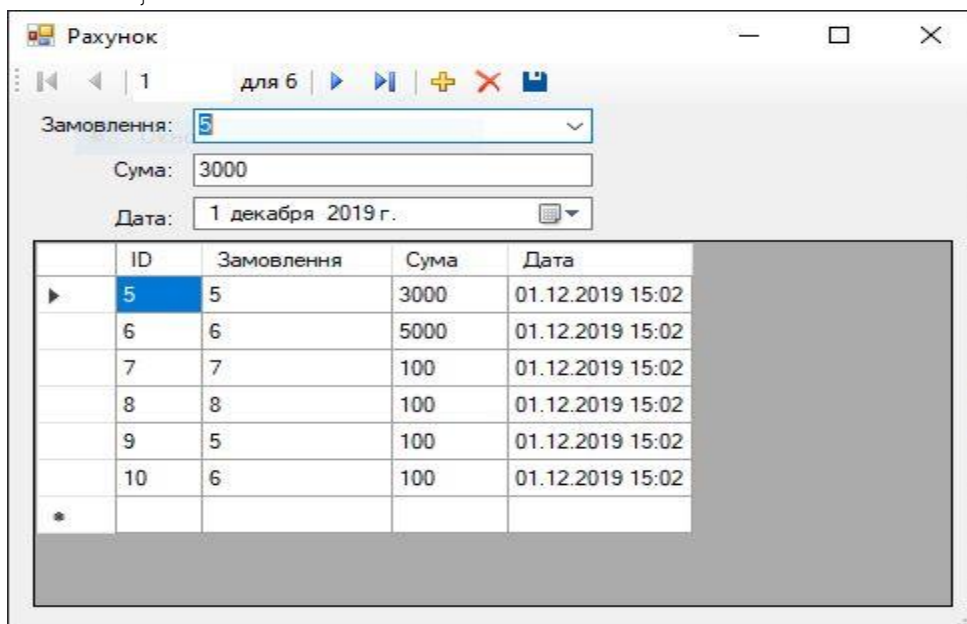 Рахунок
1 для 6
Замовлення: 5
Сума: 3000
Дата: 1 декабря 2019 г.
ID Замовлення Сума Дата
5 5 3000 01.12.2019 15:02
6 6 5000 01.12.2019 15:02
7 7 100 01.12.2019 15:02
8 8 100 01.12.2019 15:02
9 5 100 01.12.2019 15:02
10 6 100 01.12.2019 15:02